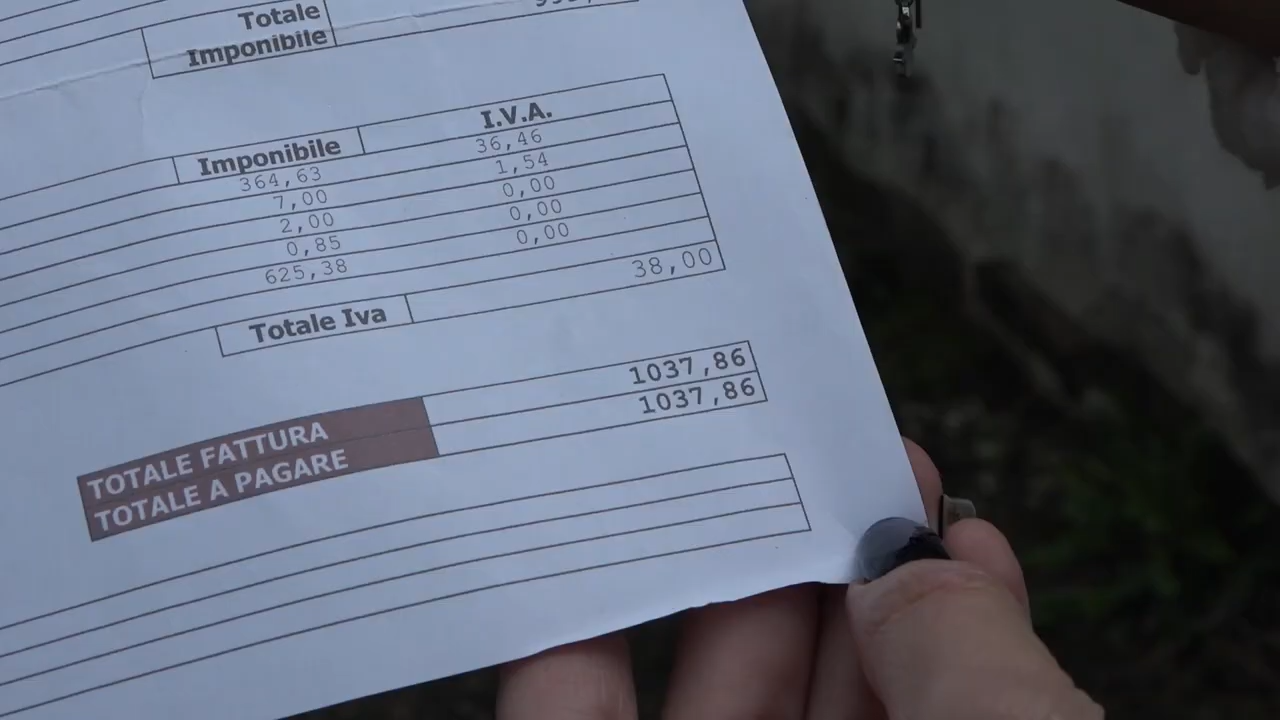 Totale
Imponibile
Imponibile I.V.A.
364,63 36,46
7,00 1,54
2,00 0,00
0,85 0,00
625,38 0,00
Totale Iva 38,00
TOTALE FATTURA 1037,86
TOTALE A PAGARE 1037,86